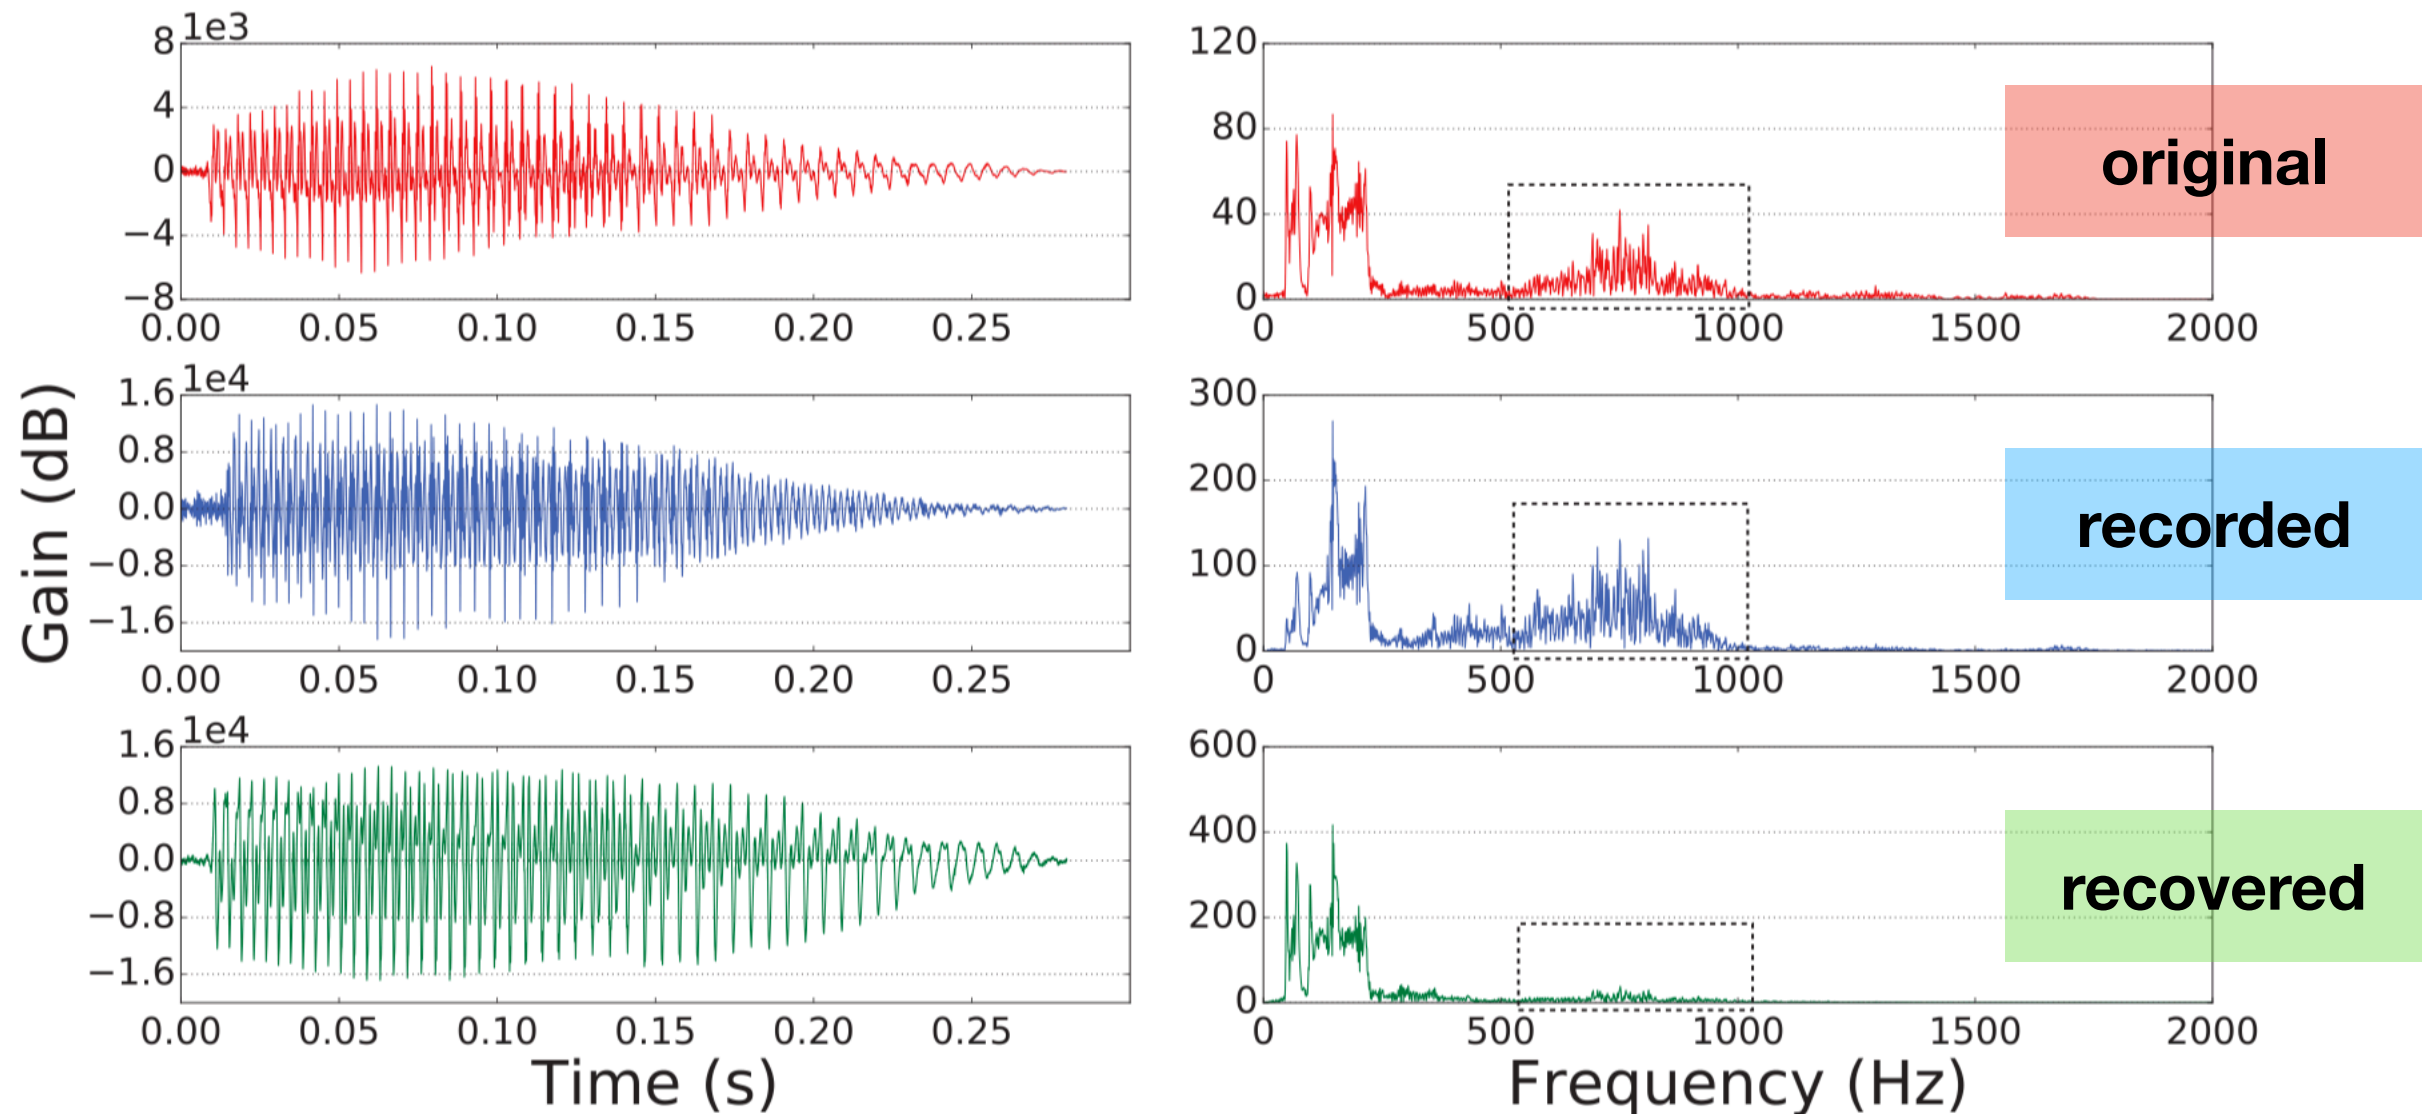 1e3
8
4
0
−4
−8
0.00 0.05 0.10 0.15 0.20 0.25
120
80
40
0
0 500 1000 1500 2000
original
Gain (dB)
1e4
1.6
0.8
0.0
−0.8
−1.6
0.00 0.05 0.10 0.15 0.20 0.25
300
200
100
0
0 500 1000 1500 2000
recorded
1e4
1.6
0.8
0.0
−0.8
−1.6
0.00 0.05 0.10 0.15 0.20 0.25
Time (s)
600
400
200
0
0 500 1000 1500 2000
Frequency (Hz)
recovered